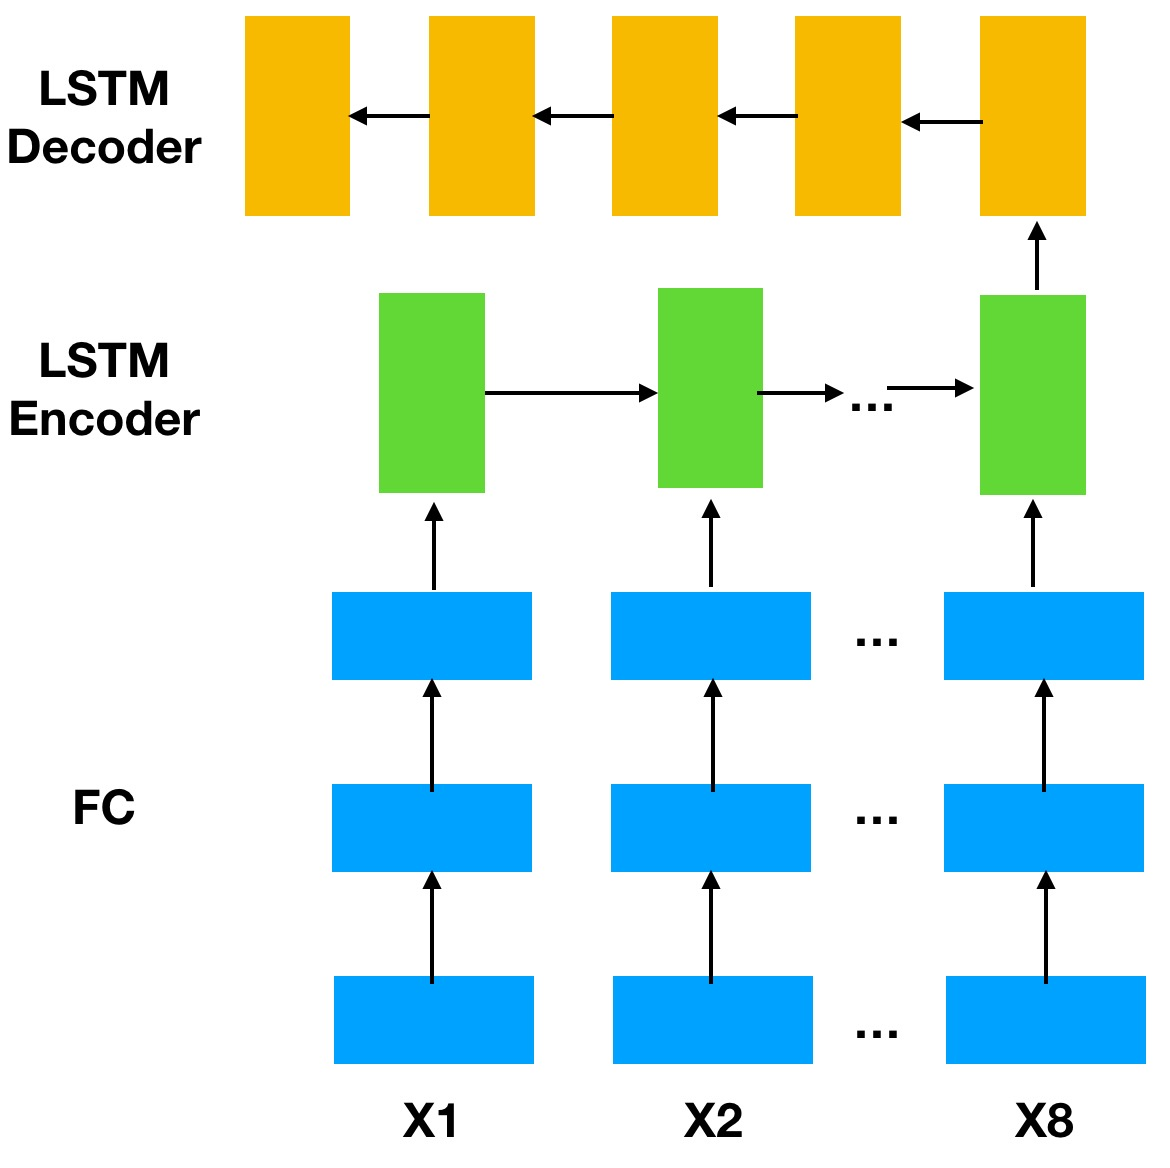 LSTM
Decoder
LSTM
Encoder
...
...
FC
...
...
X1
X2
X8